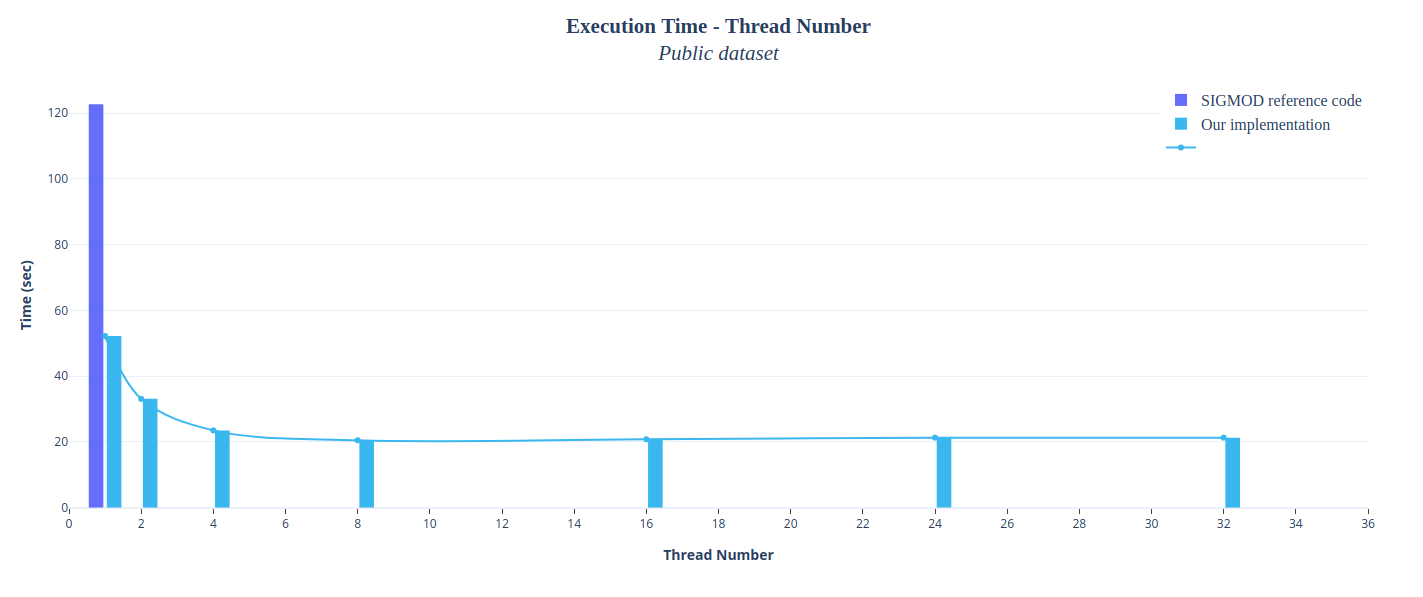 Execution Time - Thread Number
Public dataset
SIGMOD reference code
Our implementation
120
100
80
60
40
20
0
Time (sec)
0 2 4 6 8 10 12 14 16 18 20 22 24 26 28 30 32 34 36
Thread Number